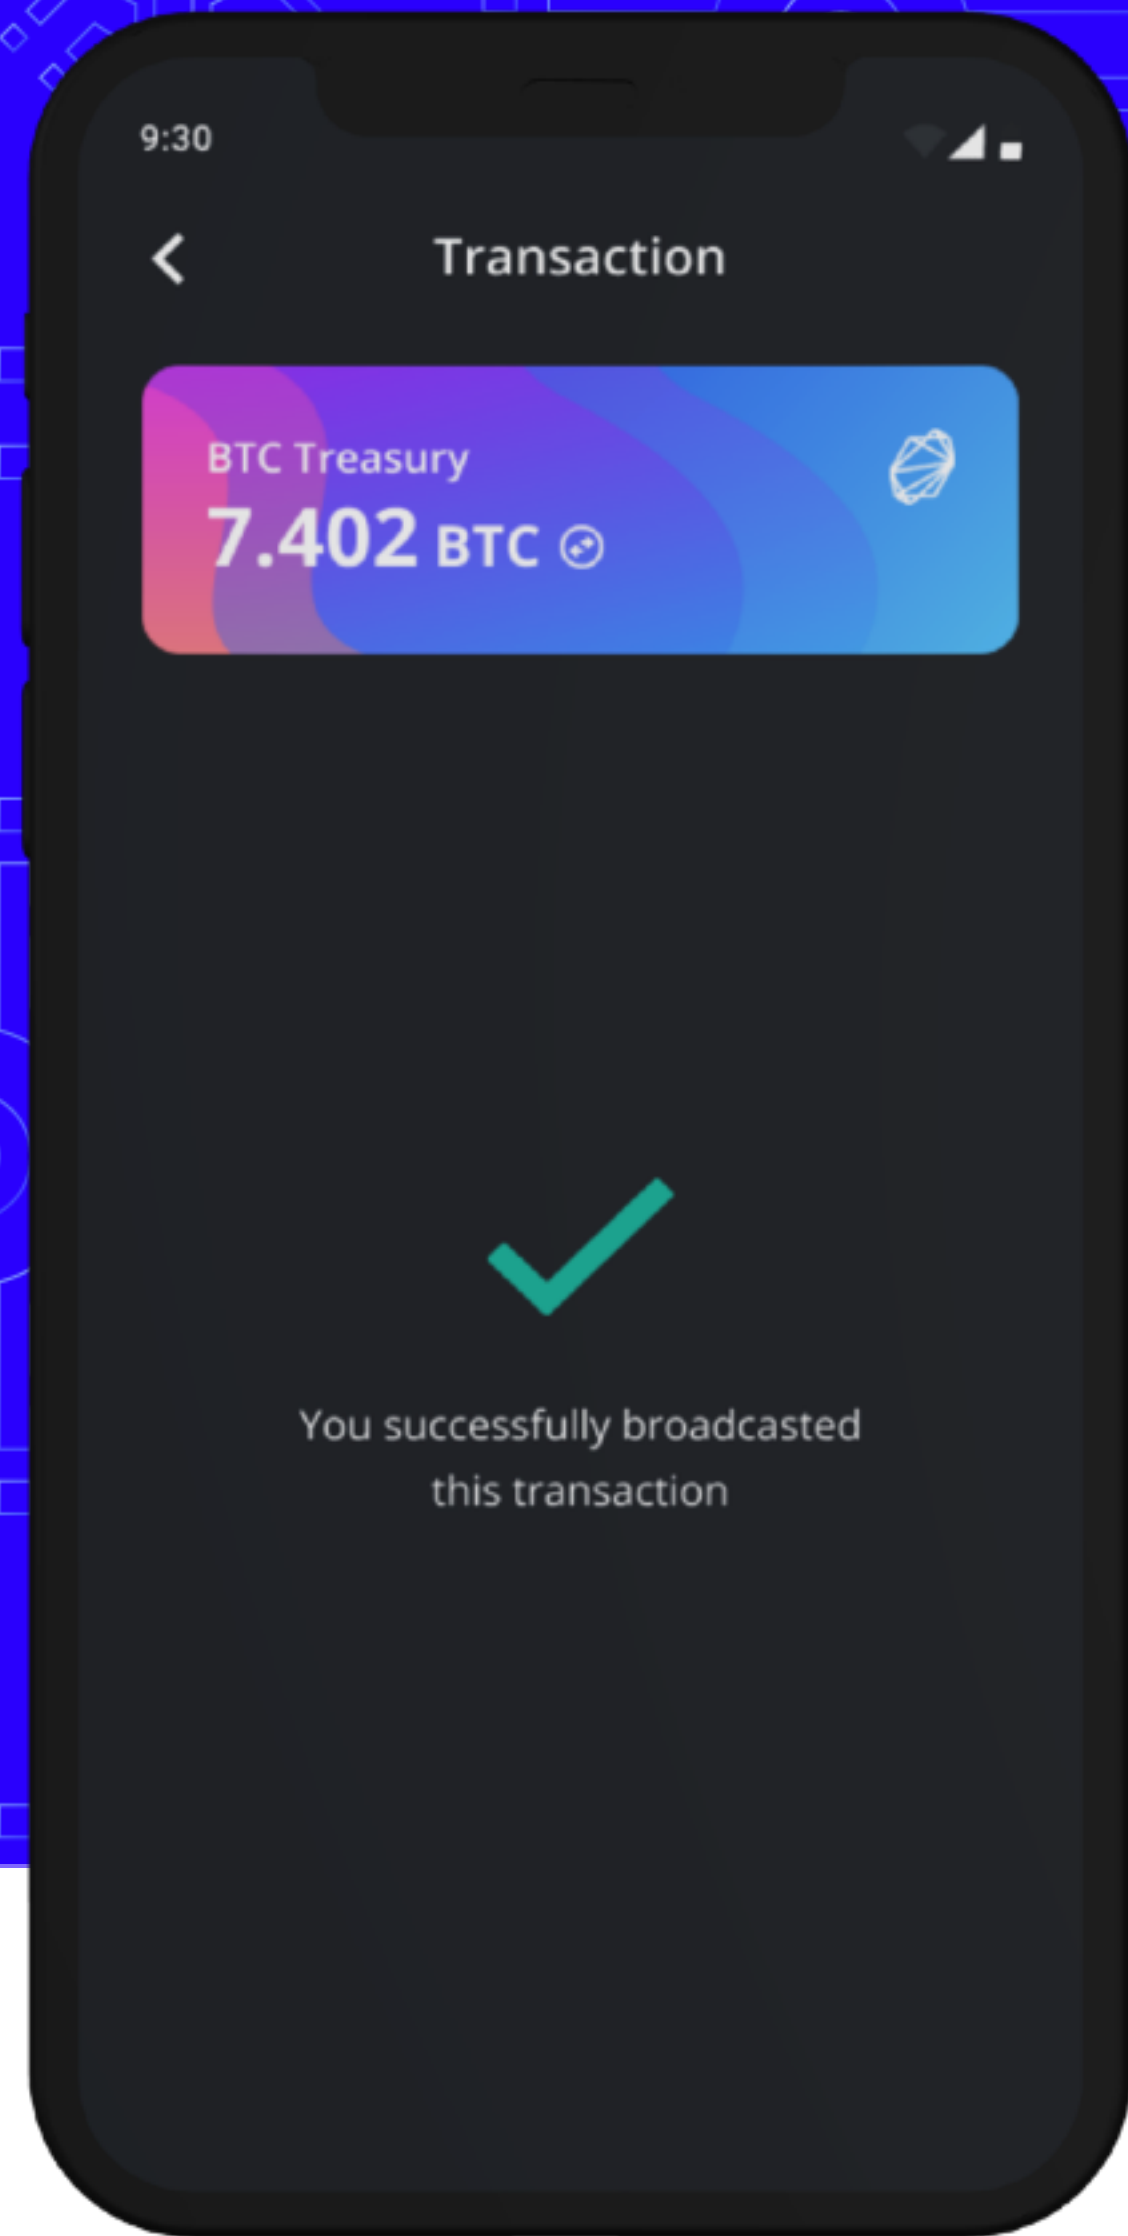 9:30
Transaction
BTC Treasury
7.402 BTC
You successfully broadcasted
this transaction